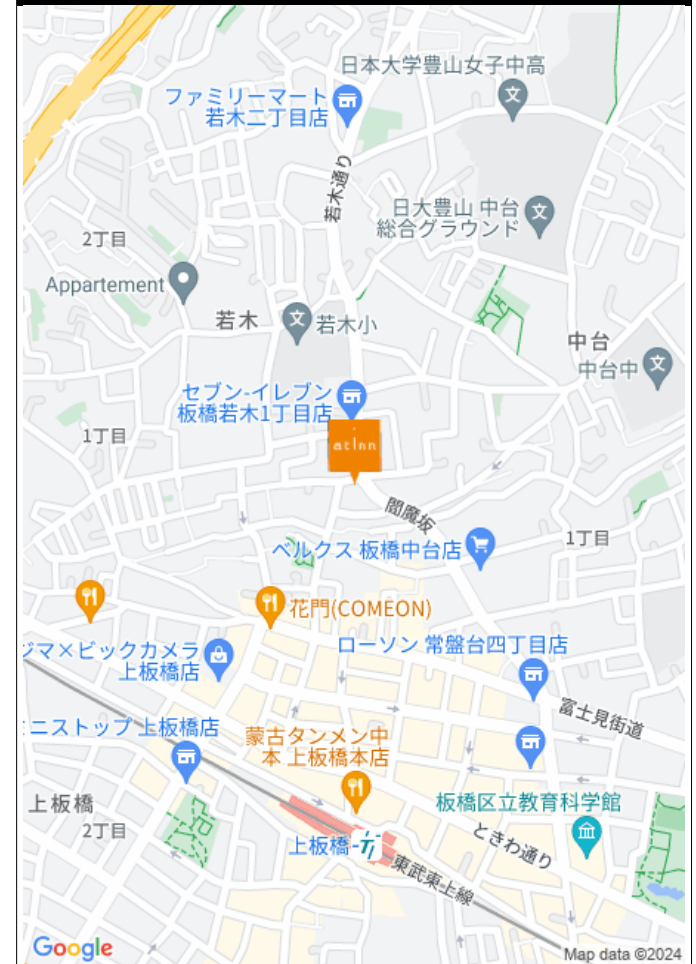 日本大学豊山女子中高
ファミリーマート
若木二丁目店
若木通り
日大豊山 中台
総合グラウンド
2丁目
Appartement
若木
若木小
中台
中台中
セブン-イレブン
板橋若木1丁目店
1丁目
atInn
閻魔坂
1丁目
ベルクス 板橋中台店
花門(COMEON)
ローソン 常盤台四丁目店
ジマ×ビックカメラ
上板橋店
富士見街道
ニストップ 上板橋店
蒙古タンメン中
本 上板橋本店
上板橋
2丁目
板橋区立教育科学館
ときわ通り
上板橋
東武東上線
Google
Map data ©2024